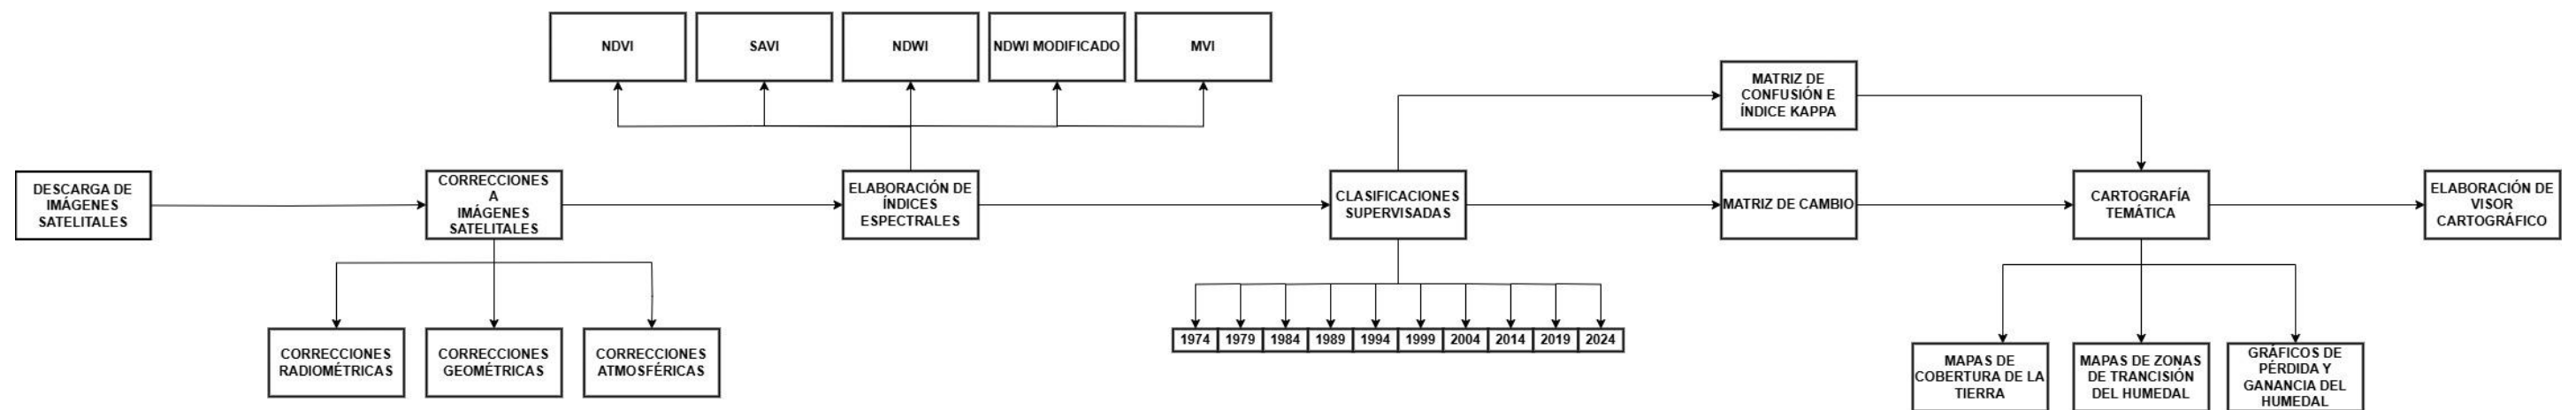 NDVI
SAVI
NDWI
NDWI MODIFICADO
MVI
MATRIZ DE
CONFUSIÓN E
ÍNDICE KAPPA
DESCARGA DE
IMÁGENES
SATELITALES
CORRECCIONES
A
IMÁGENES
SATELITALES
ELABORACIÓN DE
ÍNDICES
ESPECTRALES
CLASIFICACIONES
SUPERVISADAS
MATRIZ DE CAMBIO
CARTOGRAFÍA
TEMÁTICA
ELABORACIÓN DE
VISOR
CARTOGRÁFICO
CORRECCIONES
RADIOMÉTRICAS
CORRECCIONES
GEOMÉTRICAS
CORRECCIONES
ATMOSFÉRICAS
1974
1979
1984
1989
1994
1999
2004
2014
2019
2024
MAPAS DE
COBERTURA DE LA
TIERRA
MAPAS DE ZONAS
DE TRANCISIÓN
DEL HUMEDAL
GRÁFICOS DE
PÉRDIDA Y
GANANCIA DEL
HUMEDAL